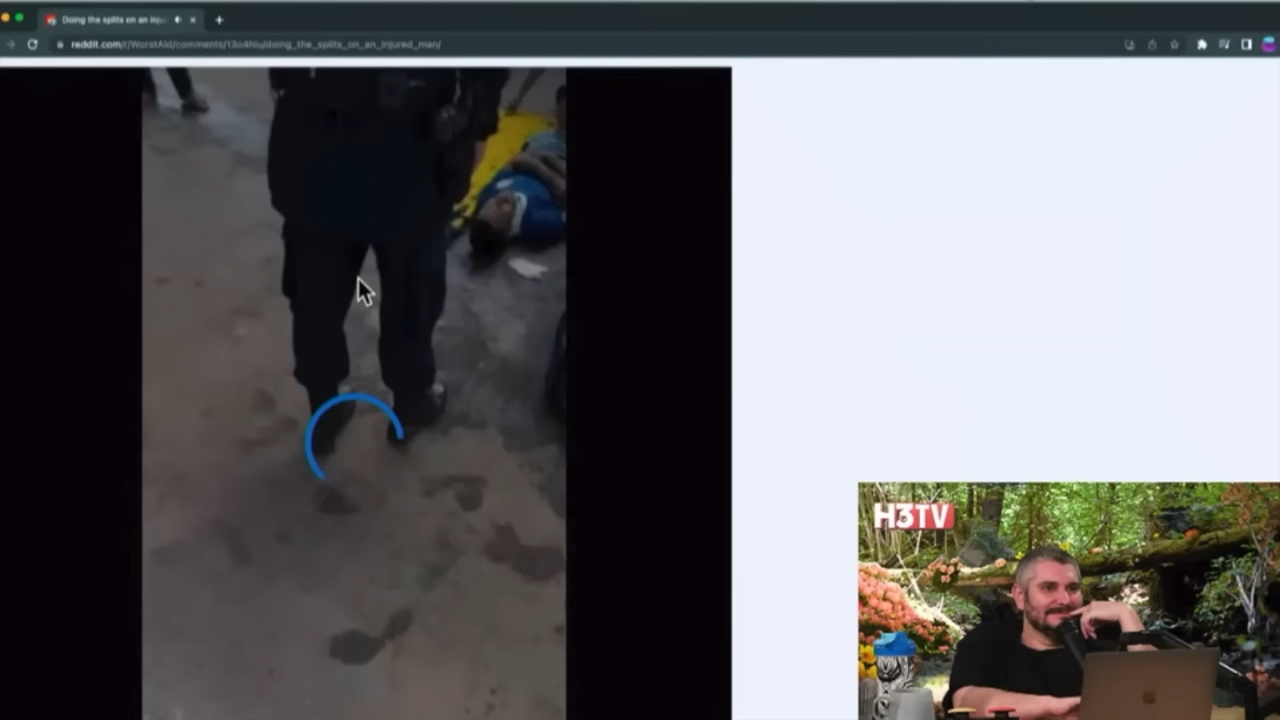 Doing the splits on an inju
reddit.com/r/WorstAid/comments/13o4hiu/doing_the_splits_on_an_injured_man/
H3TV